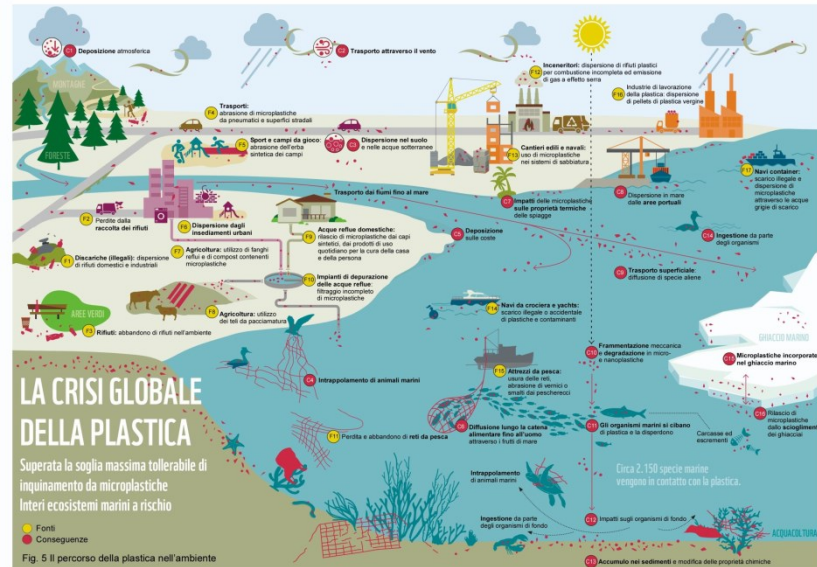 C1 Deposizione atmosferica
C2 Trasporto attraverso il vento
MONTAGNE
FORESTE
F4 Trasporti:
abrasione di microplastiche
da pneumatici e superfici stradali
F5 Sport e campi da gioco:
abrasione dell'erba
sintetica dei campi
C3 Dispersione nel suolo
e nelle acque sotterranee
F12 Inceneritori: dispersione di rifiuti plastici
per combustione incompleta ed emissione
di gas a effetto serra
F16 Industrie di lavorazione
della plastica: dispersione
di pellets di plastica vergine
F13 Cantieri edili e navali:
uso di microplastiche
nei sistemi di sabbiatura
F17 Navi container:
scarico illegale e
dispersione di
microplastiche
attraverso le acque
grigie di scarico
Trasporto dai fiumi fino al mare
C7 Impatti delle microplastiche
sulle proprietà termiche
delle spiagge
C8 Dispersione in mare
dalle aree portuali
F2 Perdite dalla
raccolta dei rifiuti
F6 Dispersione dagli
insediamenti urbani
F9 Acque reflue domestiche:
rilascio di microplastiche dai capi
sintetici, dai prodotti di uso
quotidiano per la cura della casa
e della persona
C5 Deposizione
sulle coste
C14 Ingestione da parte
degli organismi
F1 Discariche (illegali): dispersione
di rifiuti domestici e industriali
F7 Agricoltura: utilizzo di fanghi
reflui e di compost contenenti
microplastiche
F10 Impianti di depurazione
delle acque reflue:
filtraggio incompleto
di microplastiche
C9 Trasporto superficiale:
diffusione di specie aliene
F8 Agricoltura: utilizzo
dei teli da pacciamatura
AREE VERDI
F3 Rifiuti: abbandono di rifiuti nell'ambiente
F14 Navi da crociera e yachts:
scarico illegale o accidentale
di plastiche e contaminanti
GHIACCIO MARINO
C10 Frammentazione meccanica
e degradazione in micro-
e nanoplastiche
C15 Microplastiche incorporate
nel ghiaccio marino
F15 Attrezzi da pesca:
usura delle reti,
abrasione di vernici o
smalti dai pescherecci
C4 Intrappolamento di animali marini
C16 Rilascio di
microplastiche
dallo scioglimento
dei ghiacciai
F11 Perdita e abbandono di reti da pesca
C6 Diffusione lungo la catena
alimentare fino all'uomo
attraverso i frutti di mare
C11 Gli organismi marini si cibano
di plastica e la disperdono
Carcasse ed
escrementi
Intrappolamento
di animali marini
Circa 2.150 specie marine
vengono in contatto con la plastica.
Ingestione da parte
degli organismi di fondo
C12 Impatti sugli organismi di fondo
ACQUACOLTURA
C13 Accumulo nei sedimenti e modifica delle proprietà chimiche
LA CRISI GLOBALE
DELLA PLASTICA
Superata la soglia massima tollerabile di
inquinamento da microplastiche
Interi ecosistemi marini a rischio
Fonti
Conseguenze
Fig. 5 Il percorso della plastica nell'ambiente